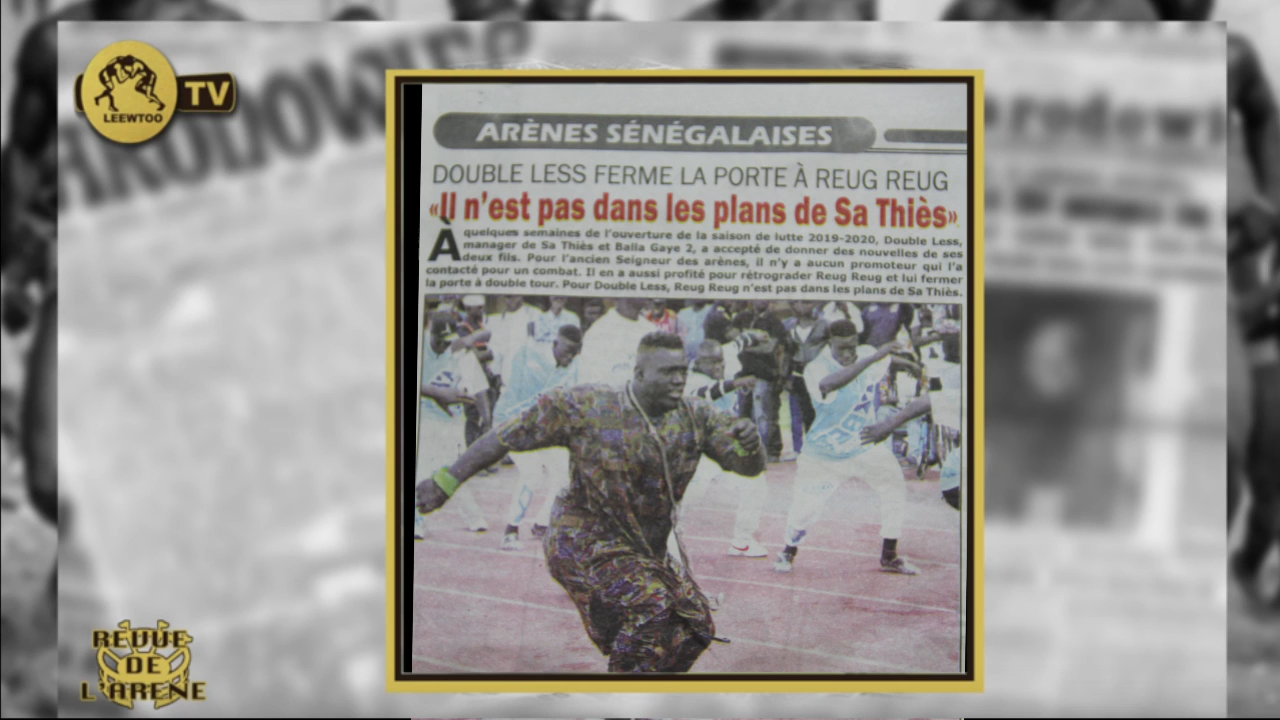 LEEWTOO
TV
ARÈNES SÉNÉGALAISES
DOUBLE LESS FERME LA PORTE À REUG REUG
«Il n'est pas dans les plans de Sa Thiès»
À quelques semaines de l'ouverture de la saison de lutte 2019-2020, Double Less,
manager de Sa Thiès et Balla Gaye 2, a accepté de donner des nouvelles de ses
deux fils. Pour l'ancien Seigneur des arènes, il n'y a aucun promoteur qui l'a
contacté pour un combat. Il en a aussi profité pour rétrograder Reug Reug et lui fermer
la porte à double tour. Pour Double Less, Reug Reug n'est pas dans les plans de Sa Thiès.
REVUE
DE
L'ARENE